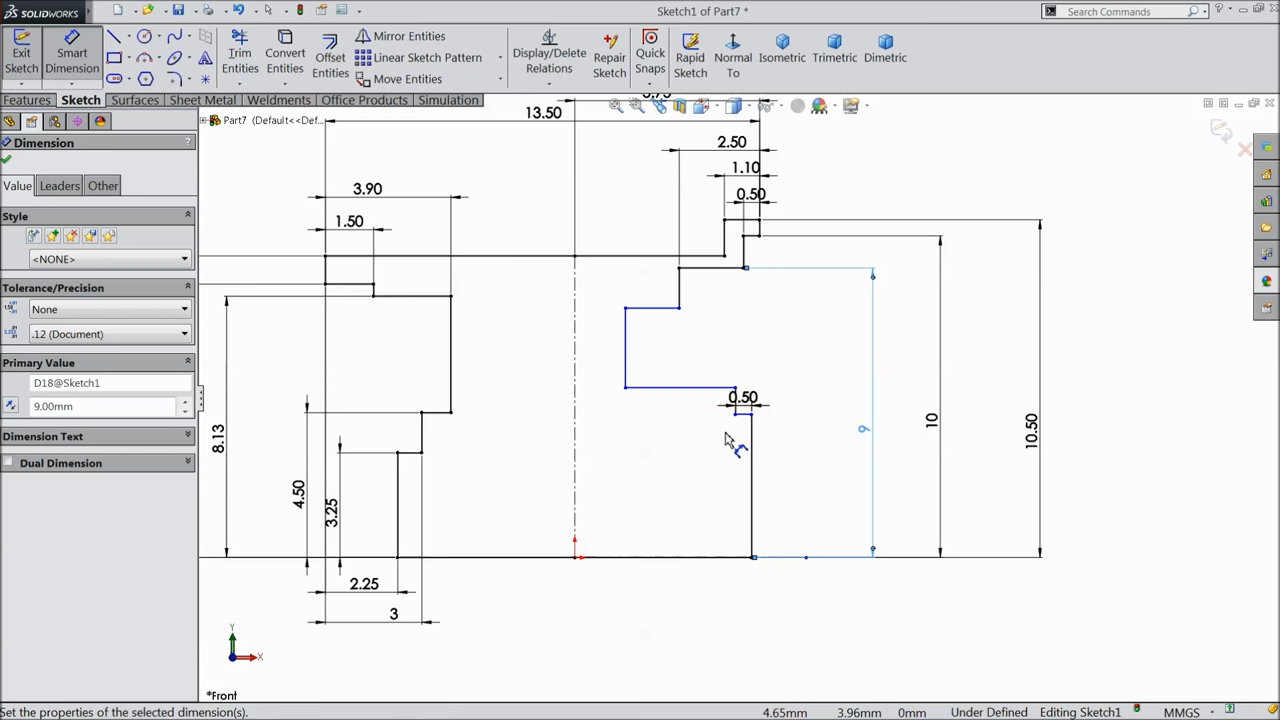 SOLIDWORKS
Sketch1 of Part7 *
Search Commands
Exit Sketch
Smart Dimension
Trim Entities
Convert Entities
Offset Entities
Mirror Entities
Linear Sketch Pattern
Move Entities
Display/Delete Relations
Repair Sketch
Quick Snaps
Rapid Sketch
Normal To
Isometric
Trimetric
Dimetric
Features
Sketch
Surfaces
Sheet Metal
Weldments
Office Products
Simulation
Part7 (Default<<Def...
Dimension
Value
Leaders
Other
Style
<NONE>
Tolerance/Precision
None
.12 (Document)
Primary Value
D18@Sketch1
9.00mm
Dimension Text
Dual Dimension
13.50
2.50
1.10
0.50
3.90
1.50
0.50
8.13
4.50
3.25
9
10
10.50
2.25
3
Y
X
*Front
Set the properties of the selected dimension(s).
4.65mm
3.96mm
0mm
Under Defined
Editing Sketch1
MMGS